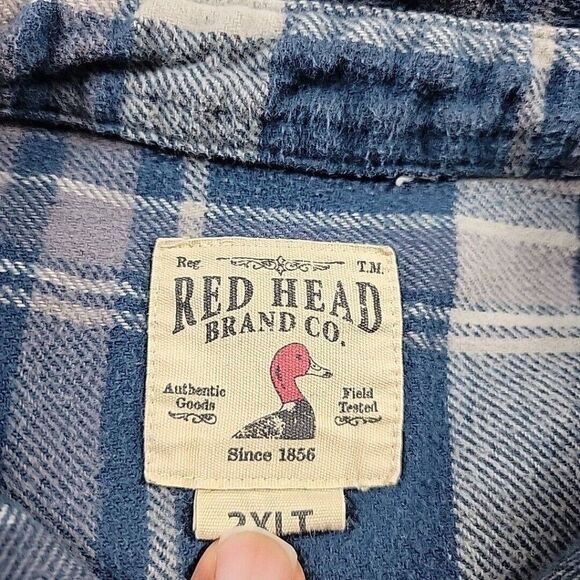 Reg T.M.
RED HEAD
BRAND CO.
Authentic Field
Goods Tested
Since 1856
2XLT